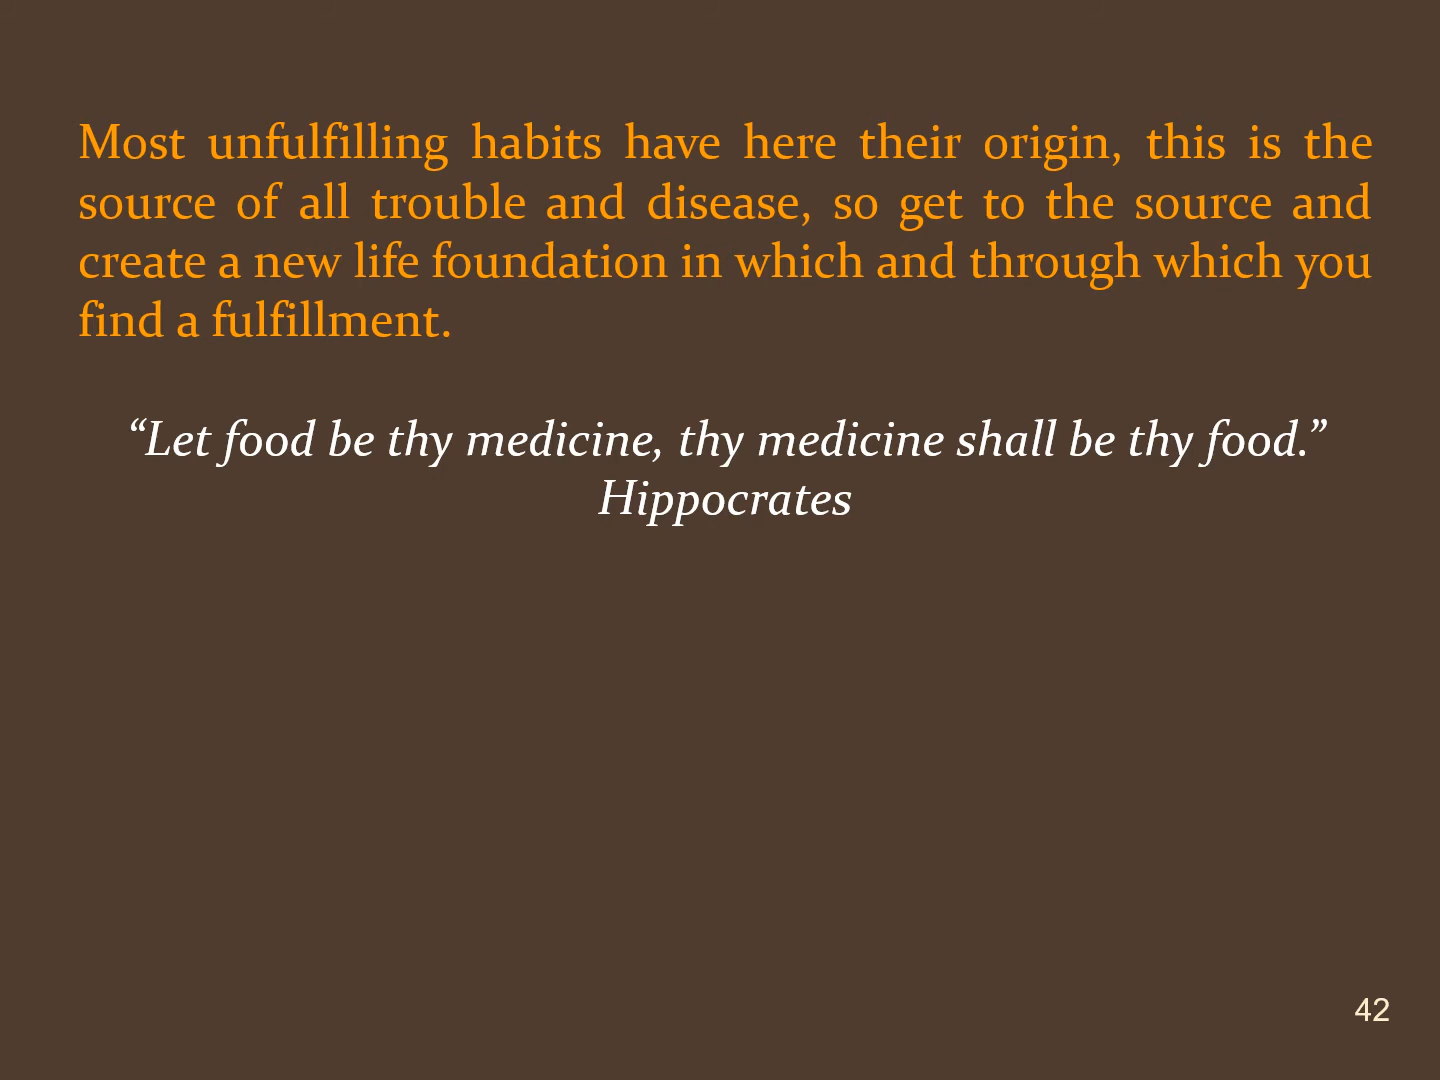 Most unfulfilling habits have here their origin, this is the
source of all trouble and disease, so get to the source and
create a new life foundation in which and through which you
find a fulfillment.
“Let food be thy medicine, thy medicine shall be thy food.”
Hippocrates
42